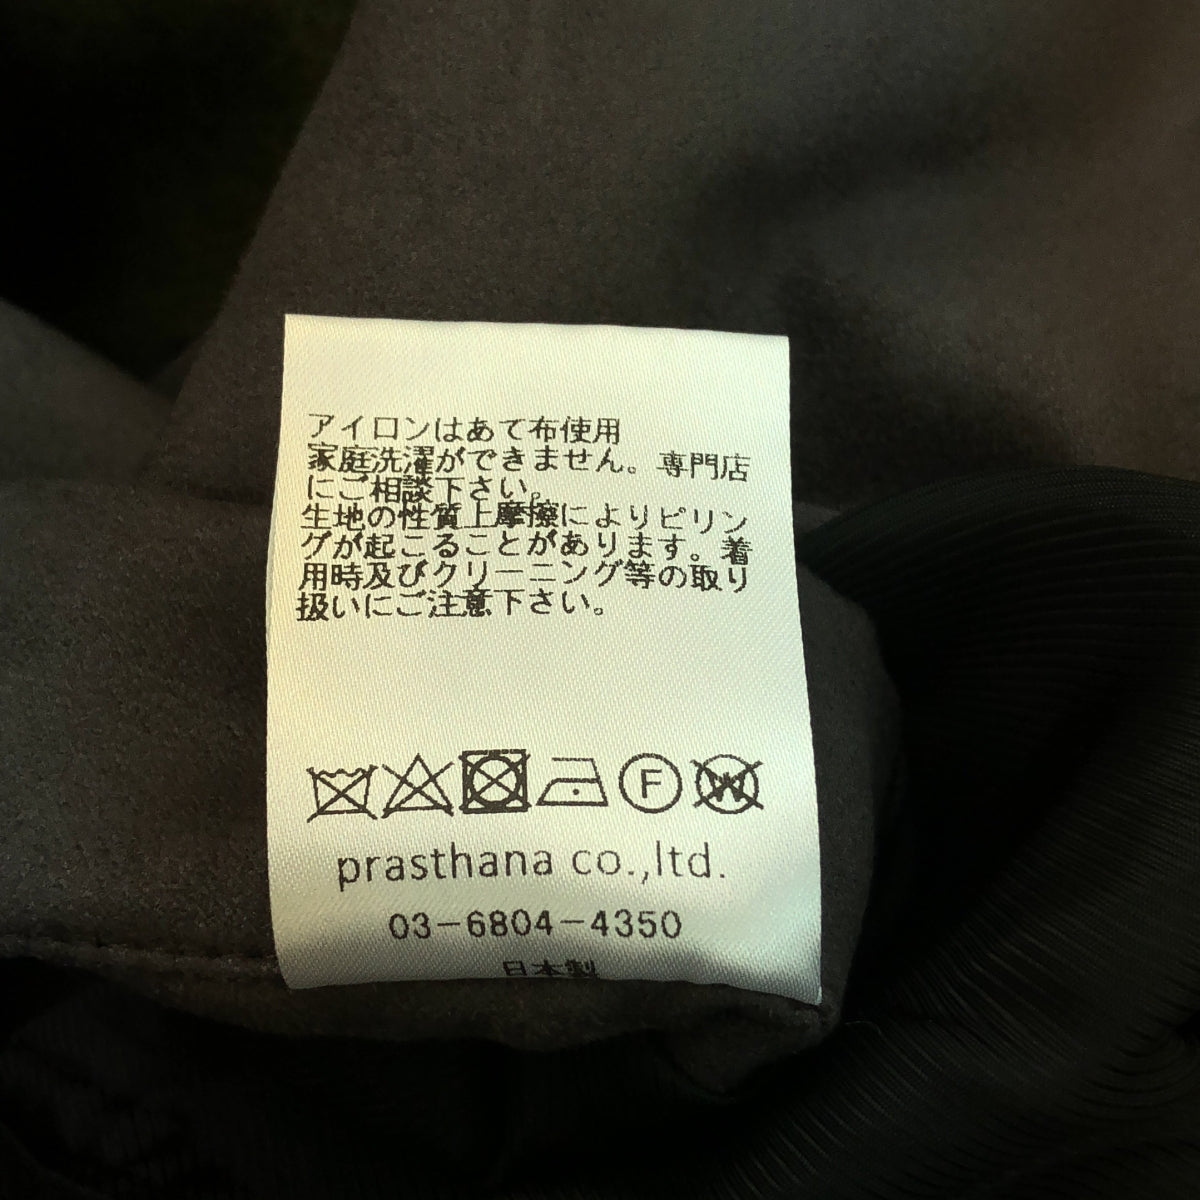 アイロンはあて布使用
家庭洗濯ができません。専門店
にご相談下さい。
生地の性質上摩擦によりピリン
グが起こることがあります。着
用時及びクリーニング等の取り
扱いにご注意下さい。
F W
prasthana co.,ltd.
03-6804-4350
日本製